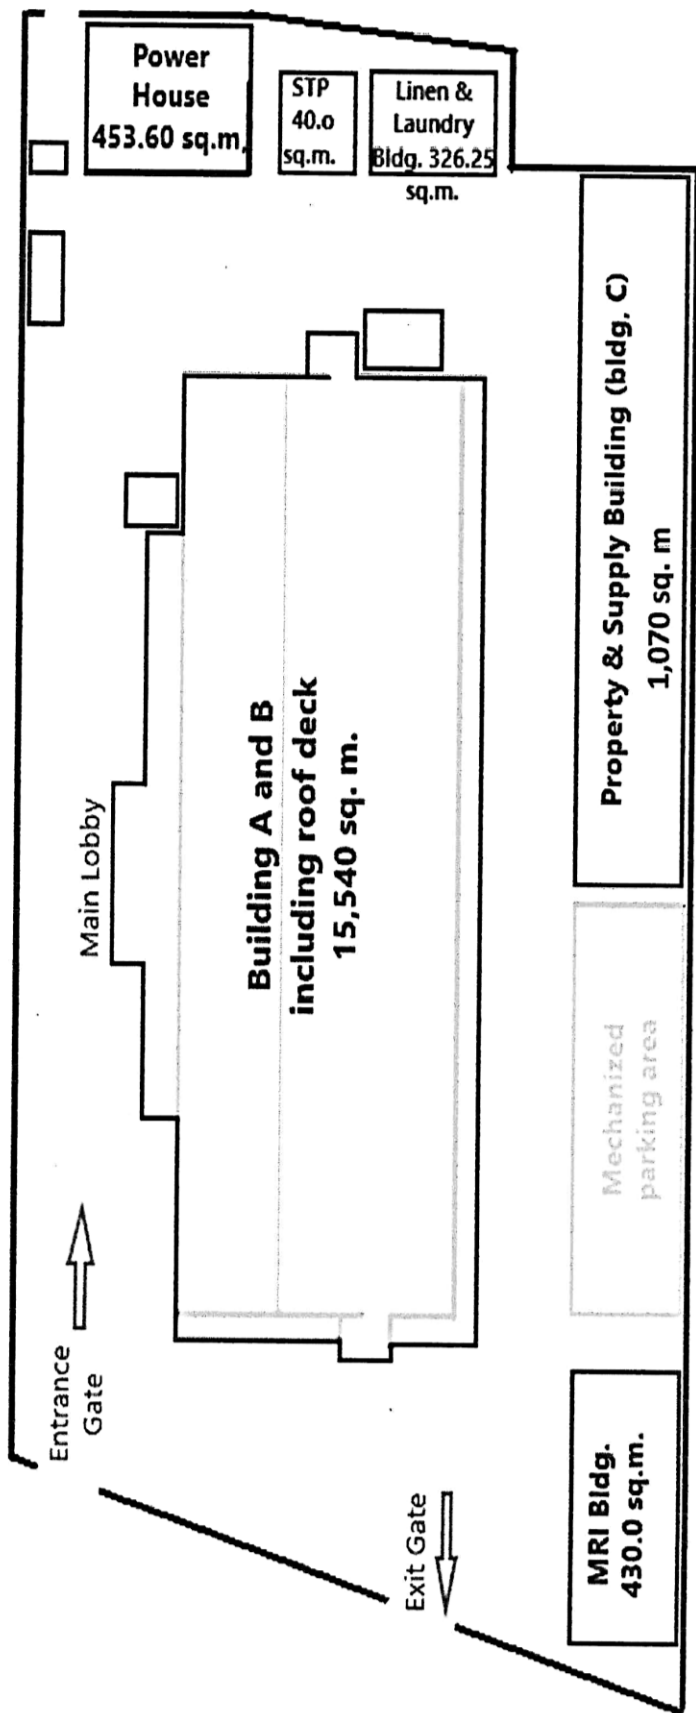 Power
House
453.60 sq.m,
STP
40.o
sq.m.
Linen &
Laundry
Bldg. 326.25
sq.m.
Main Lobby
Building A and B
including roof deck
15,540 sq. m.
Property & Supply Building (bldg, C)
1,070 sq. m
Mechanized
parking area
Entrance
Gate
Exit Gate
MRI Bldg.
430.0 sq.m.